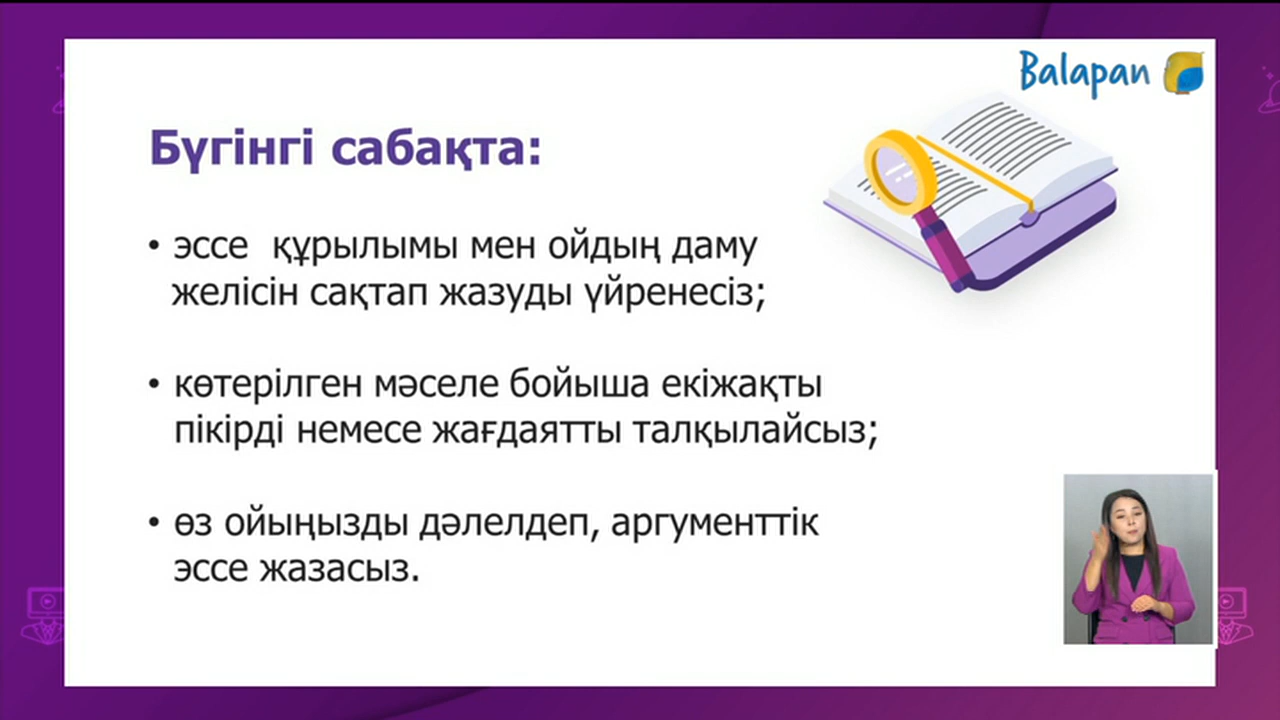 Balapan
Бүгінгі сабақта:
• эссе құрылымы мен ойдың даму
желісін сақтап жазуды үйренесіз;
• көтерілген мәселе бойыша екіжақты
пікірді немесе жағдаятты талқылайсыз;
• өз ойыңызды дәлелдеп, аргументтік
эссе жазасыз.